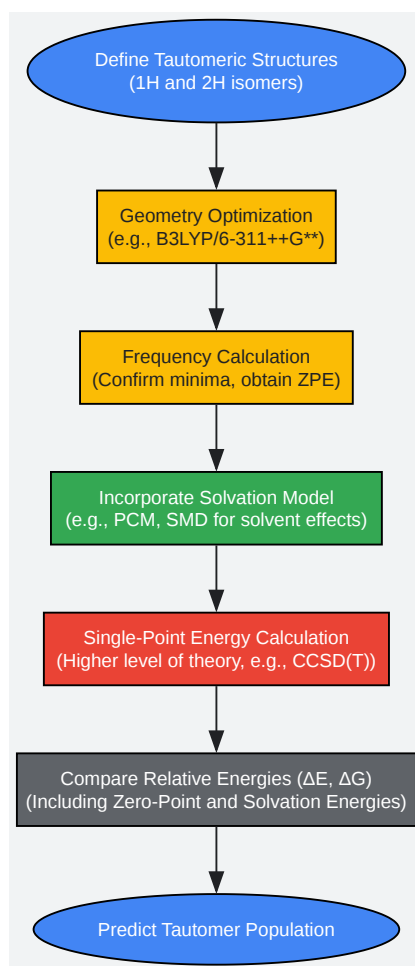 Define Tautomeric Structures
(1H and 2H isomers)
Geometry Optimization
(e.g., B3LYP/6-311++G**)
Frequency Calculation
(Confirm minima, obtain ZPE)
Incorporate Solvation Model
(e.g., PCM, SMD for solvent effects)
Single-Point Energy Calculation
(Higher level of theory, e.g., CCSD(T))
Compare Relative Energies (ΔE, ΔG)
(Including Zero-Point and Solvation Energies)
Predict Tautomer Population